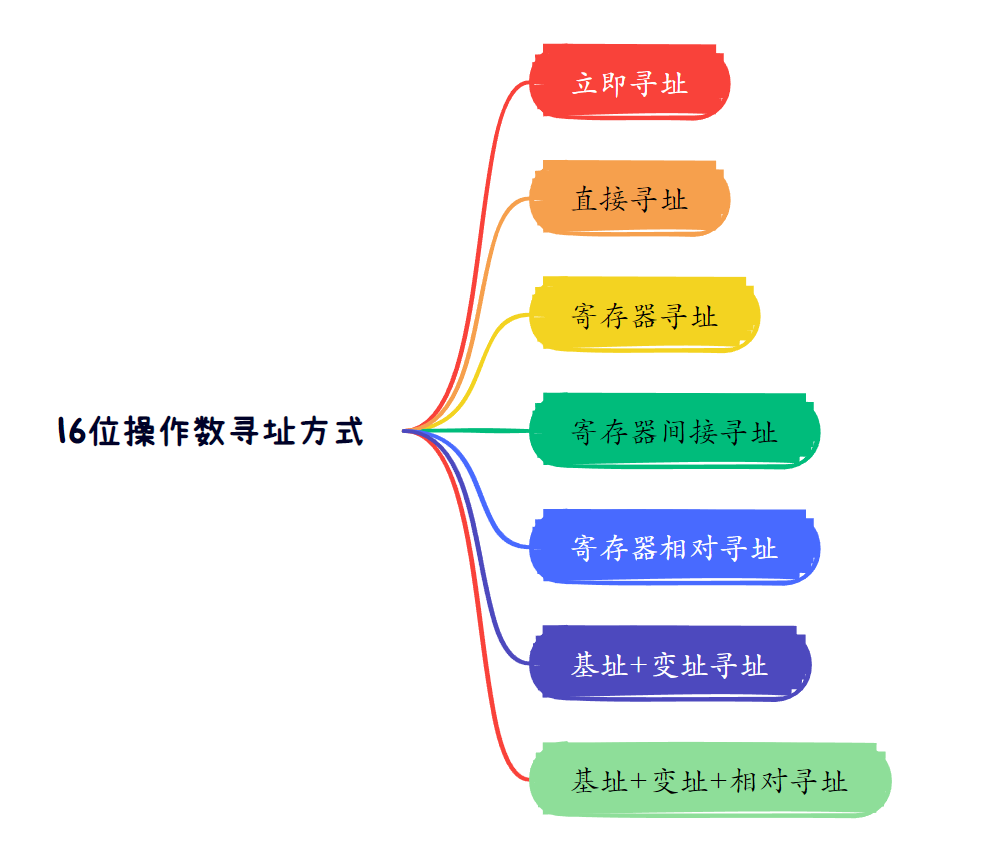 立即寻址
直接寻址
寄存器寻址
16位操作数寻址方式
寄存器间接寻址
寄存器相对寻址
基址+变址寻址
基址+变址+相对寻址